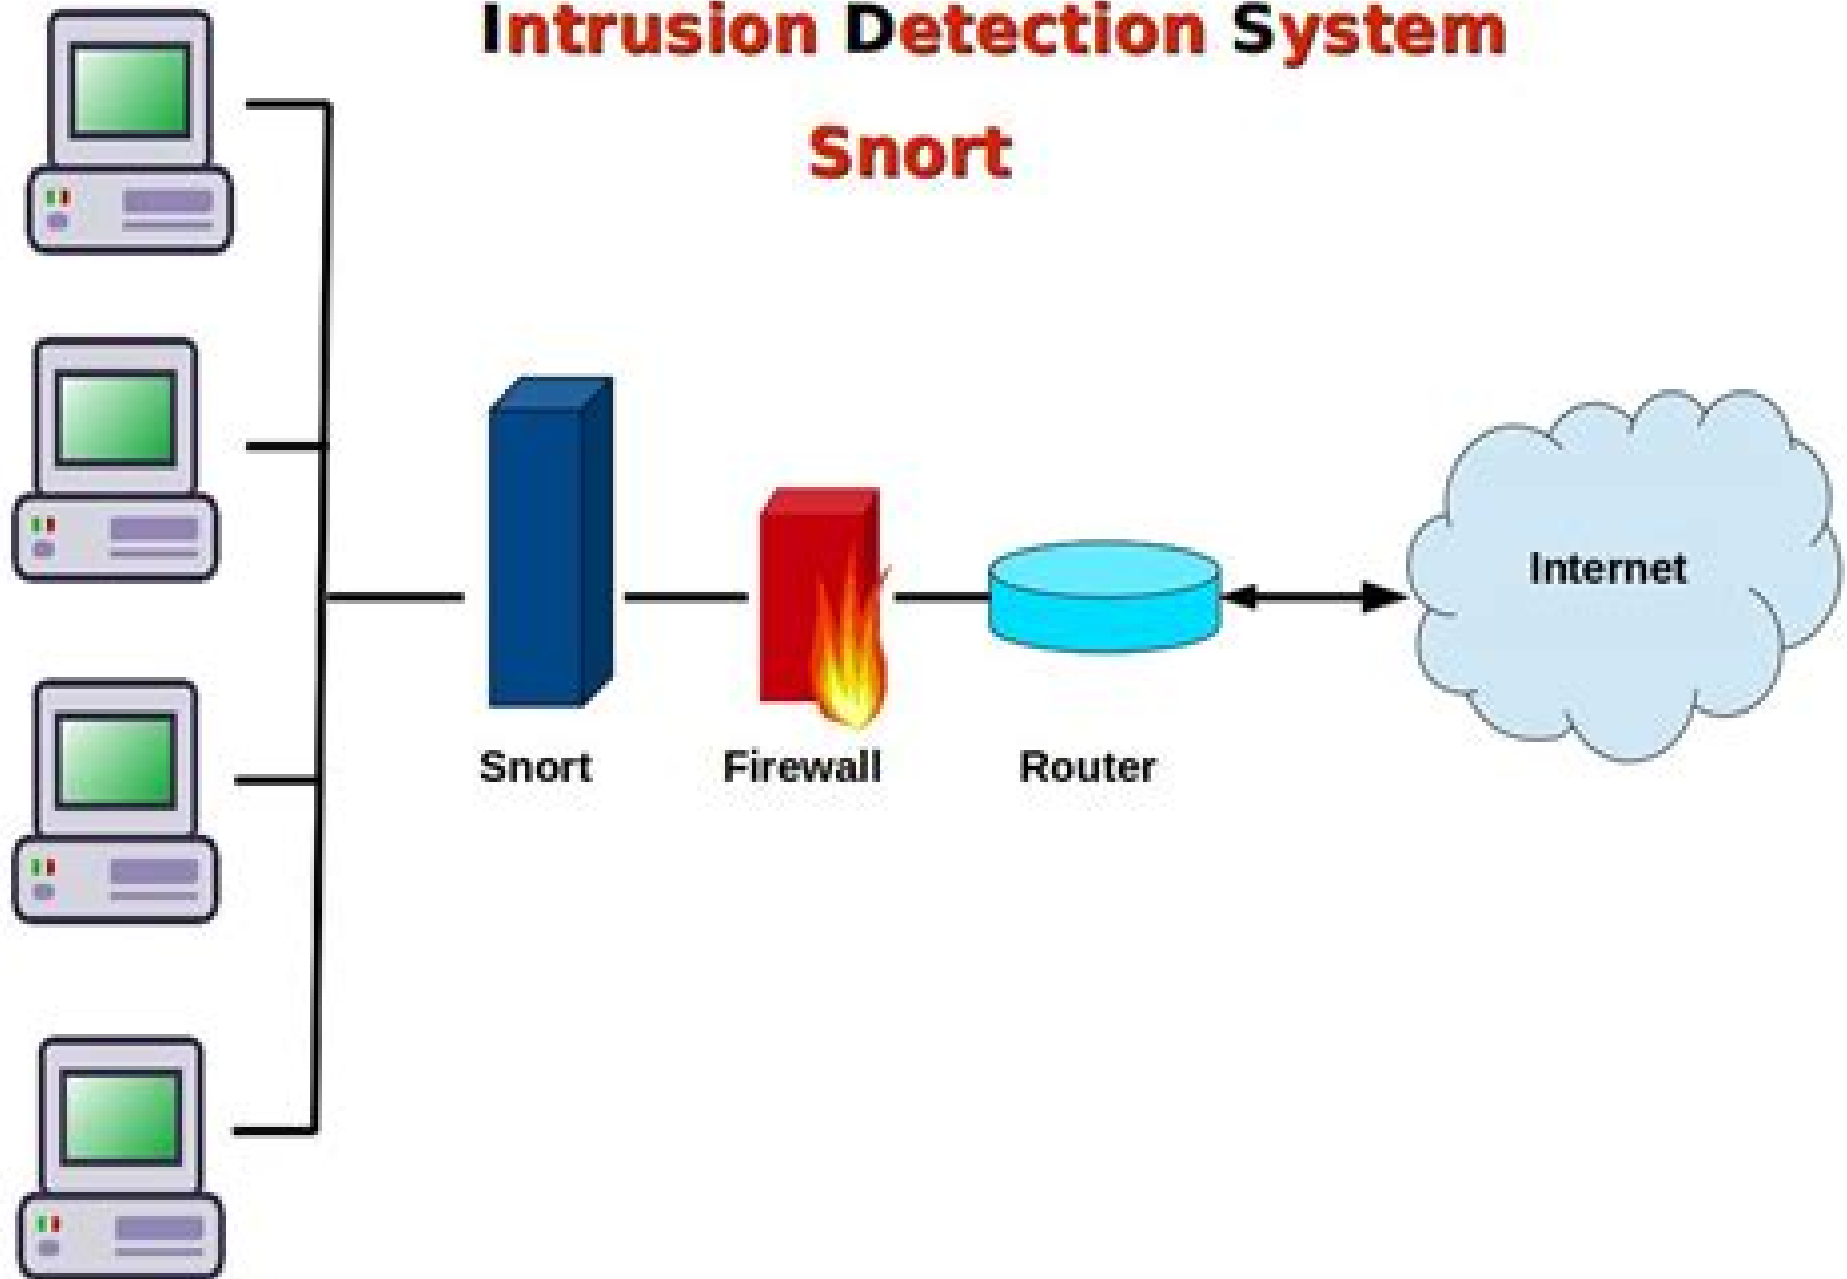 Intrusion Detection System
Snort
Internet
Snort
Firewall
Router